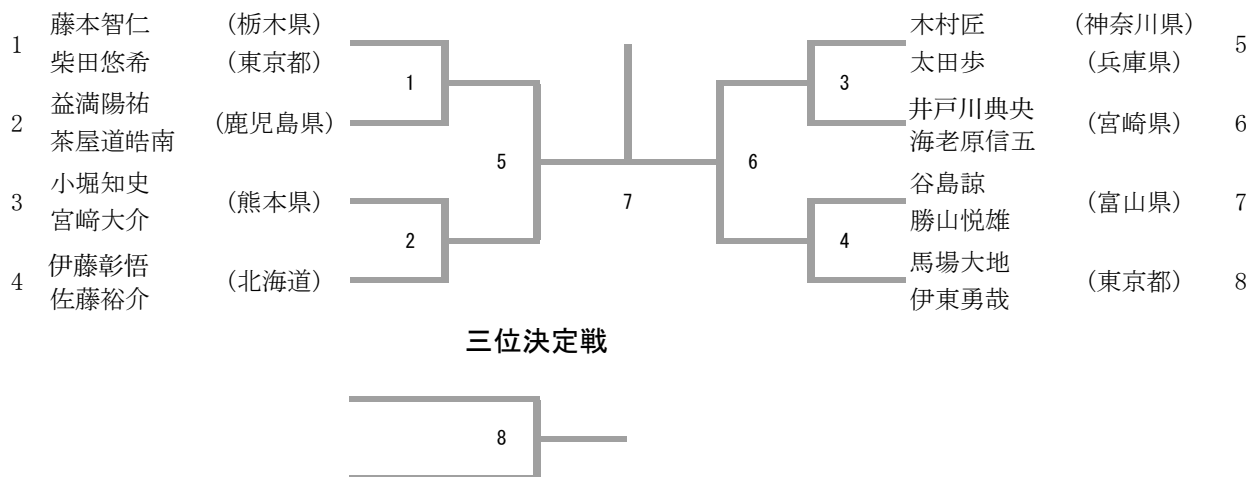 1 藤本智仁 (栃木県)
柴田悠希 (東京都)
1
2 益満陽祐
茶屋道皓南 (鹿児島県)
5
3 小堀知史
宮﨑大介 (熊本県)
2
4 伊藤彰悟
佐藤裕介 (北海道)
7
木村匠 (神奈川県) 5
太田歩 (兵庫県)
3
井戸川典央
海老原信五 (宮崎県) 6
6
谷島諒
勝山悦雄 (富山県) 7
4
馬場大地
伊東勇哉 (東京都) 8
三位決定戦
8